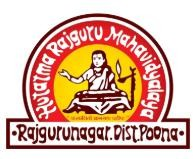 Hutatma Rajguru Mahavidyalaya
• Rajgurunagar. Dist. Poona. •